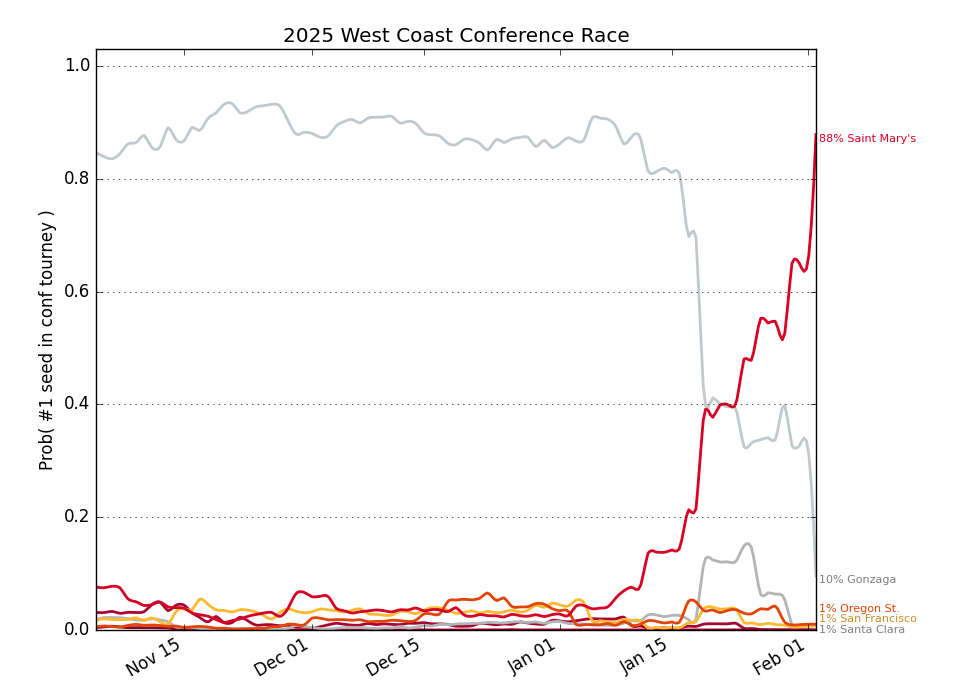 2025 West Coast Conference Race
Prob( #1 seed in conf tourney )
1.0
0.8
0.6
0.4
0.2
0.0
Nov 15
Dec 01
Dec 15
Jan 01
Jan 15
Feb 01
88% Saint Mary's
10% Gonzaga
1% Oregon St.
1% San Francisco
1% Santa Clara